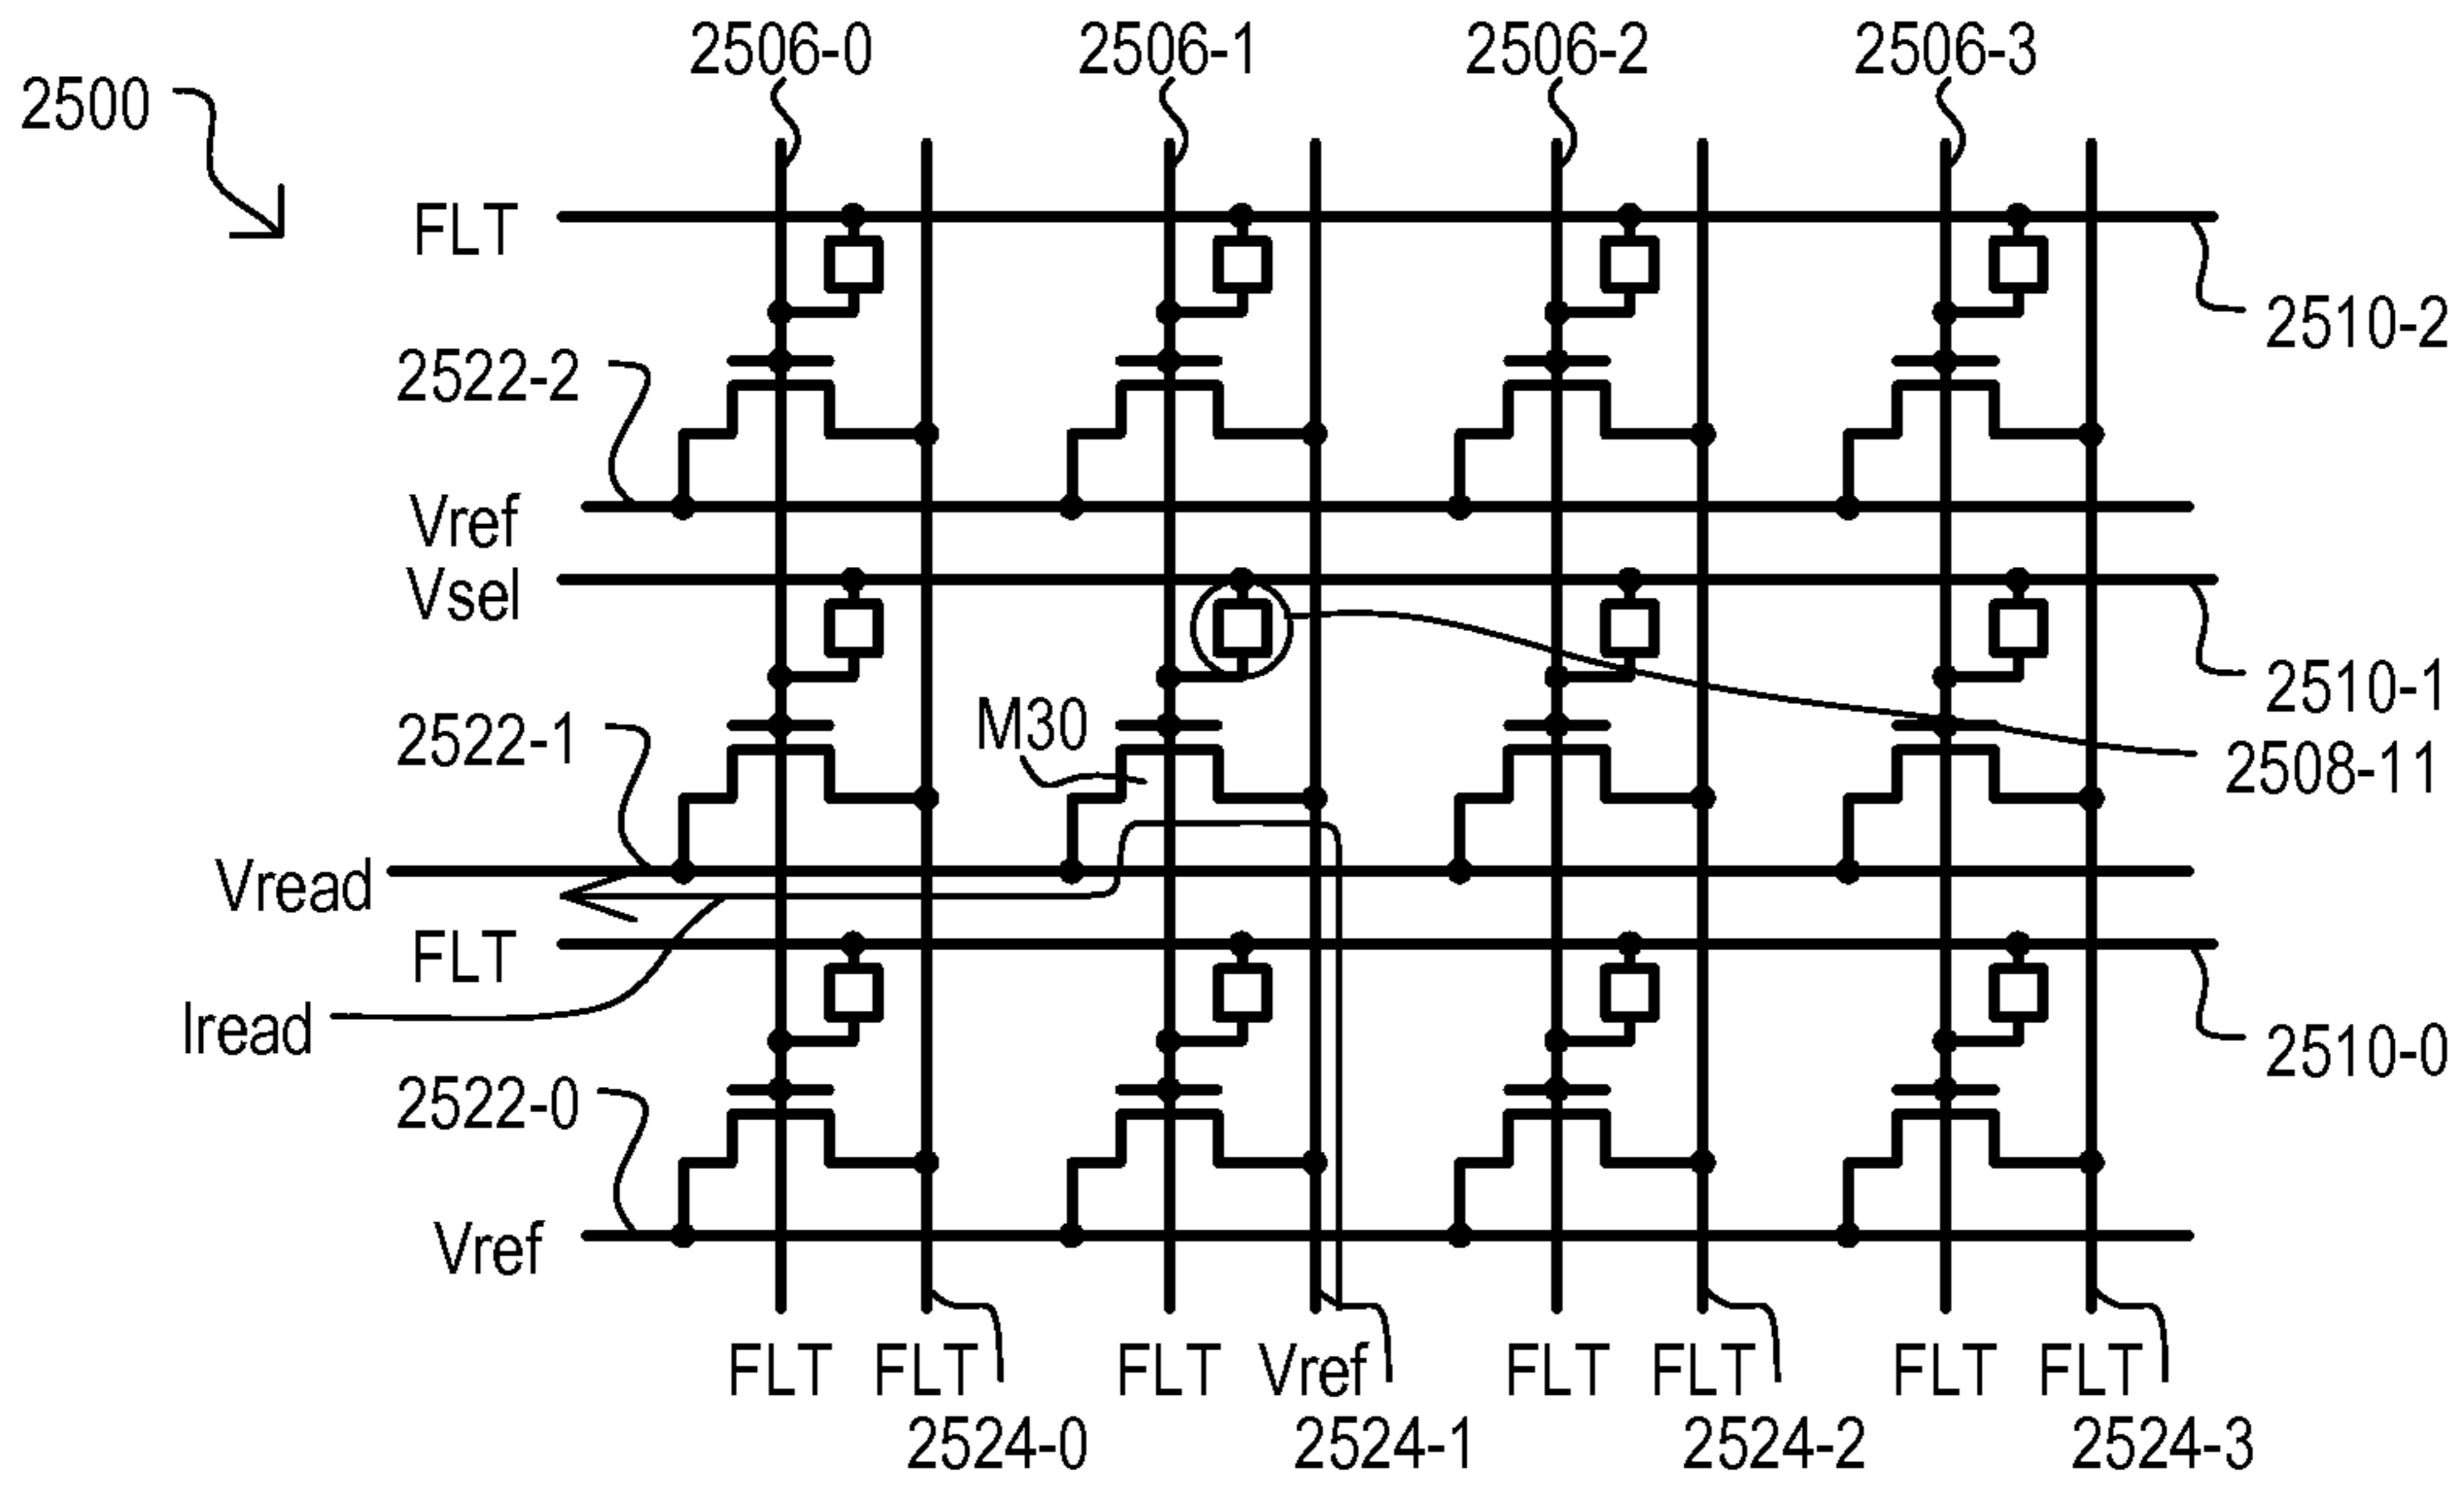 2506-0 2506-1 2506-2 2506-3
2500
FLT
2510-2
2522-2
Vref
Vsel
2510-1
M30
2522-1
2508-11
Vread
FLT
Iread
2510-0
2522-0
Vref
FLT FLT FLT Vref FLT FLT FLT FLT
2524-0 2524-1 2524-2 2524-3